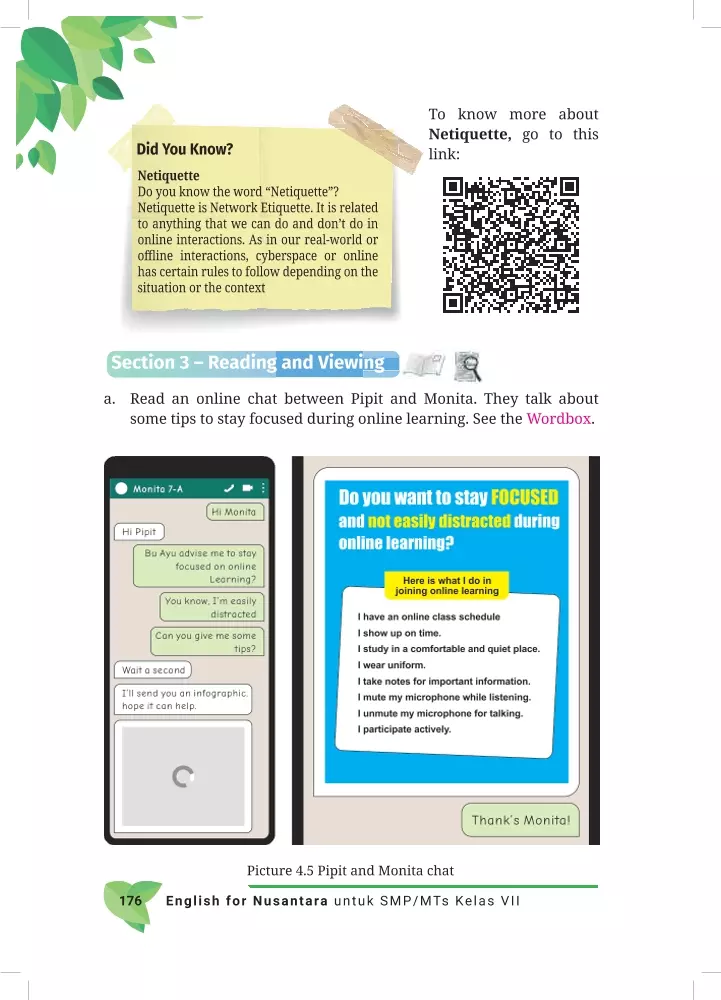 To know more about
Netiquette, go to this
link:
Did You Know?
Netiquette
Do you know the word “Netiquette”?
Netiquette is Network Etiquette. It is related
to anything that we can do and don’t do in
online interactions. As in our real-world or
offline interactions, cyberspace or online
has certain rules to follow depending on the
situation or the context
Section 3 – Reading and Viewing
a. Read an online chat between Pipit and Monita. They talk about
some tips to stay focused during online learning. See the Wordbox.
Monita 7-A
Hi Monita
Hi Pipit
Bu Ayu advise me to stay
focused on online
Learning?
You know, I’m easily
distracted
Can you give me some
tips?
Wait a second
I’ll send you an infographic.
hope it can help.
Do you want to stay FOCUSED
and not easily distracted during
online learning?
Here is what I do in
joining online learning
I have an online class schedule
I show up on time.
I study in a comfortable and quiet place.
I wear uniform.
I take notes for important information.
I mute my microphone while listening.
I unmute my microphone for talking.
I participate actively.
Thank’s Monita!
Picture 4.5 Pipit and Monita chat
176 English for Nusantara untuk SMP/MTs Kelas VII